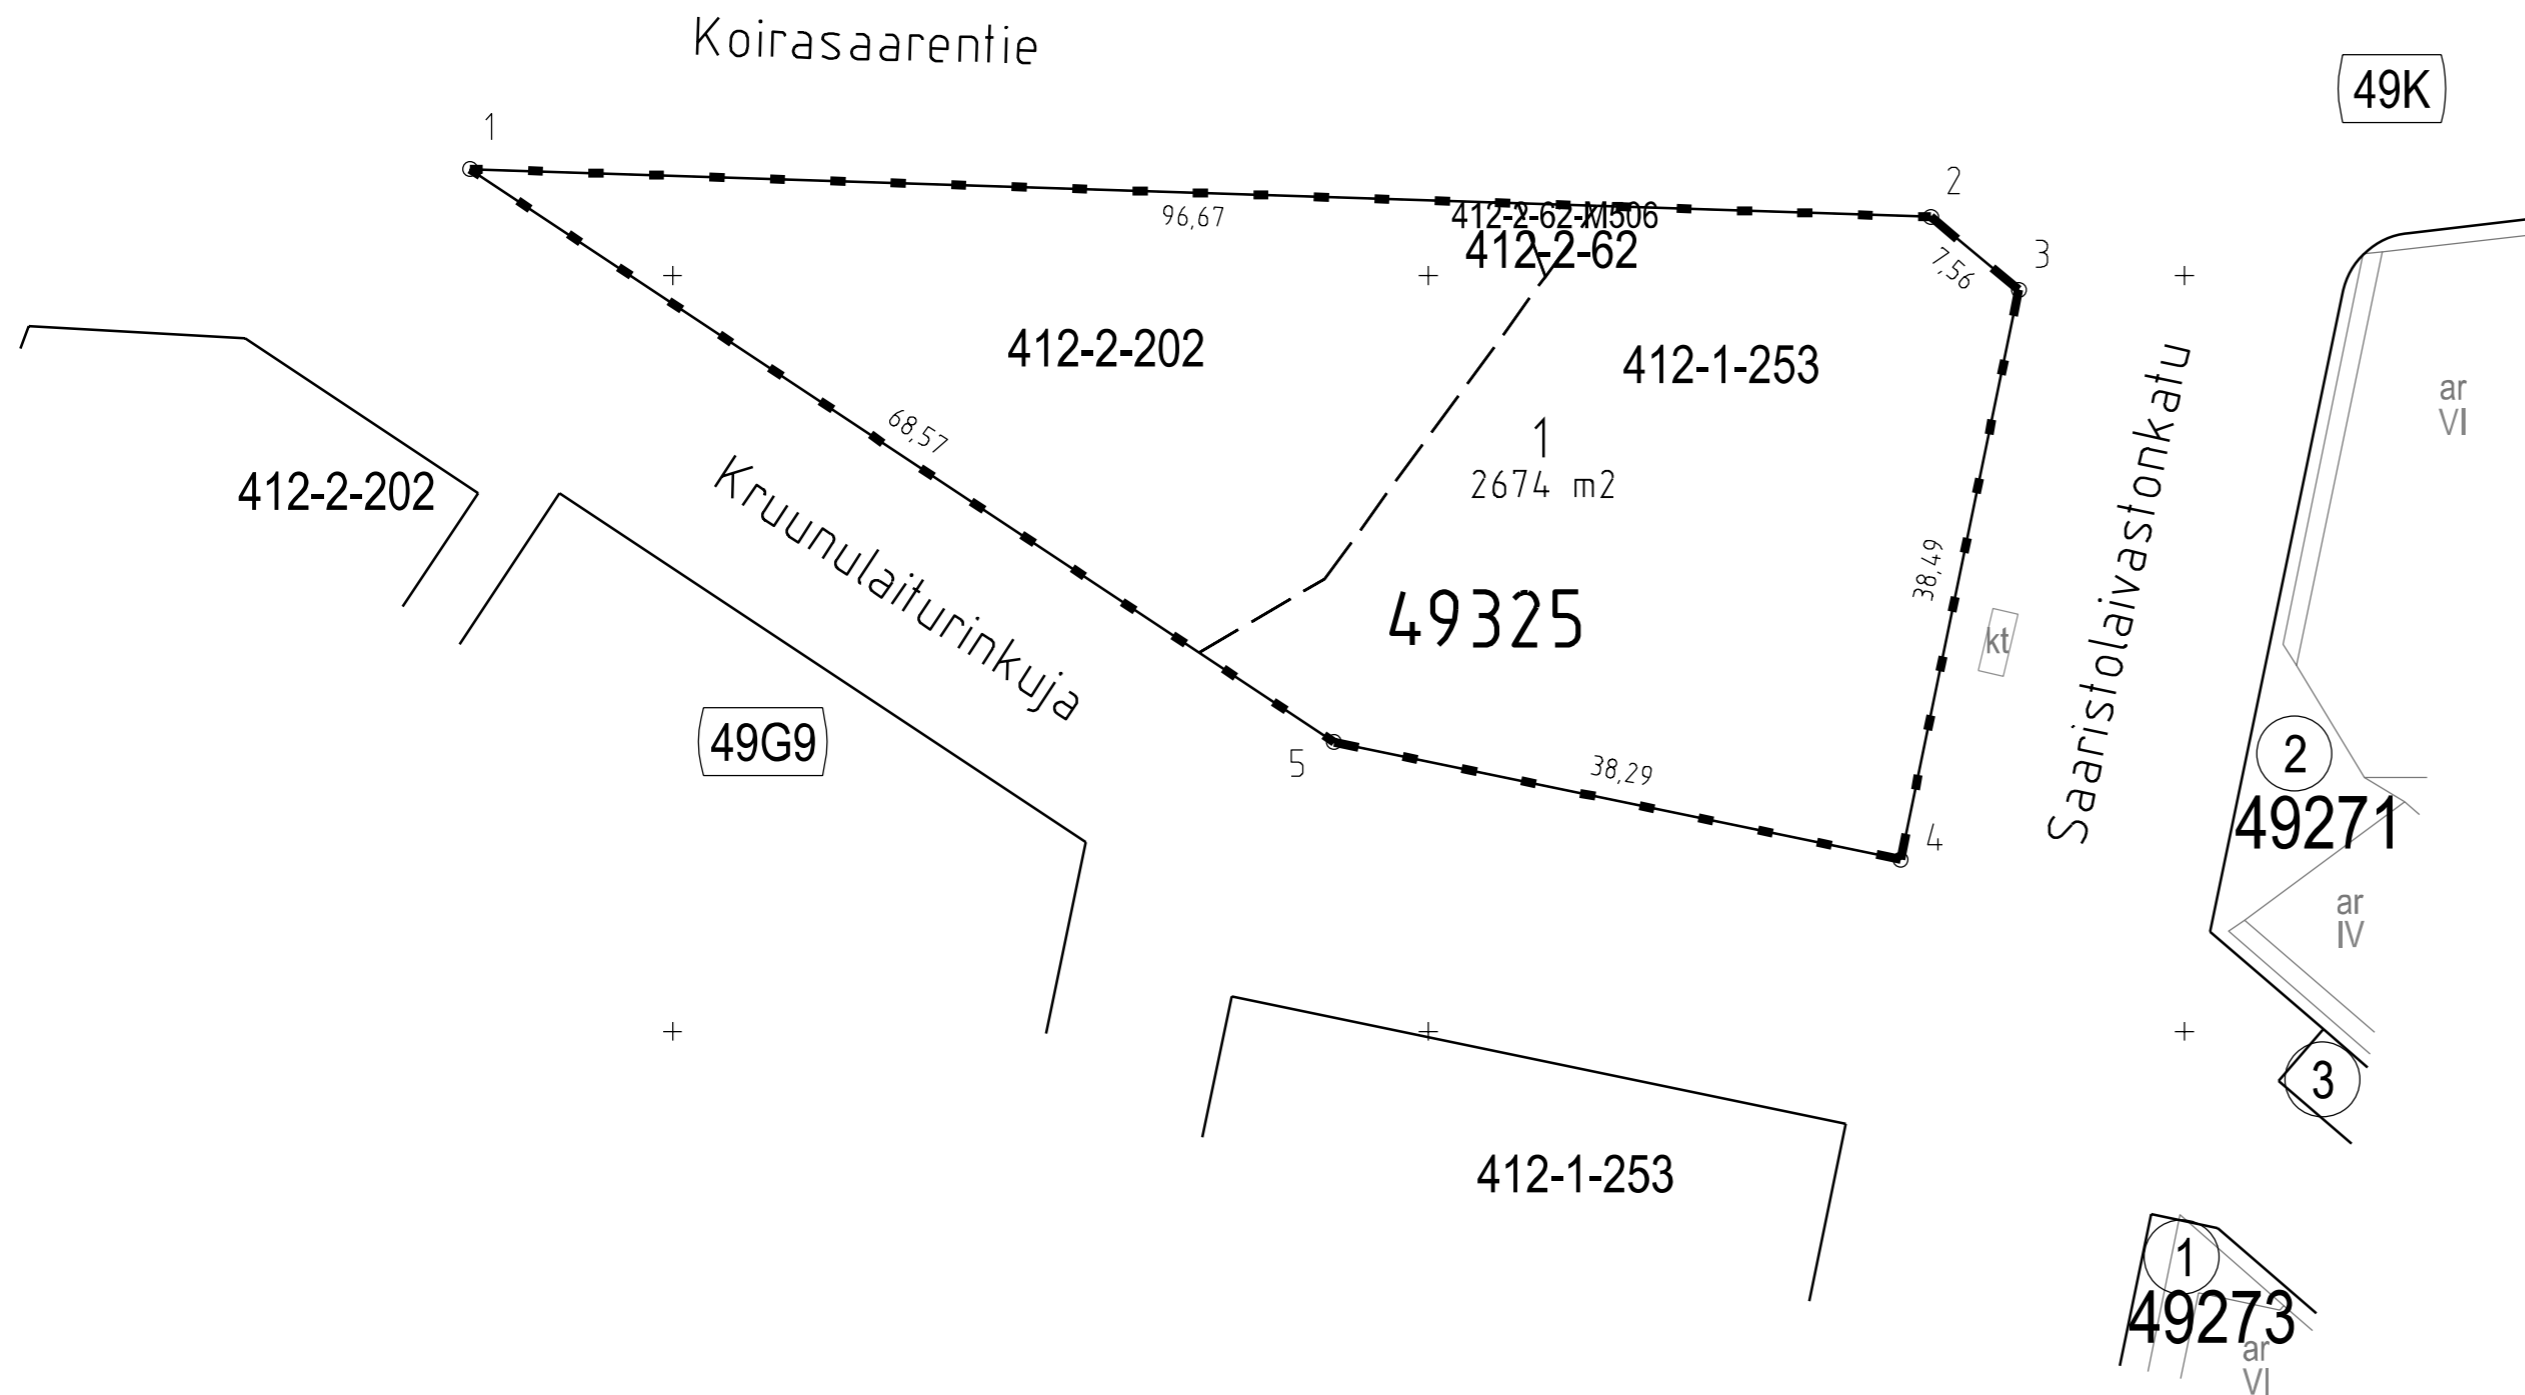 Koirasaarentie
49K
1
2
96,67
412-2-62-M506
412-2-62
7,56
3
412-2-202
412-1-253
ar
VI
68,57
1
2674 m2
412-2-202
Kruunulaiturinkuja
38,49
Saaristolaivastonkatu
49325
kt
49G9
5
38,29
4
2
49271
ar
IV
3
412-1-253
1
49273
ar
VI